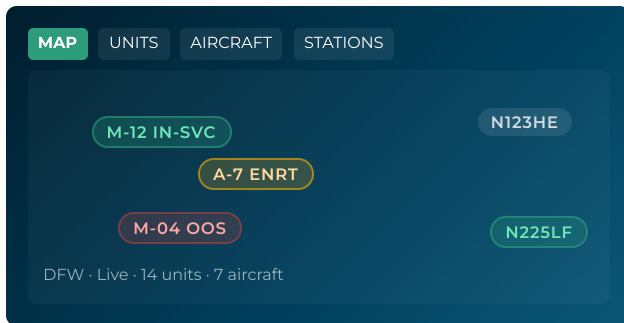 MAP UNITS AIRCRAFT STATIONS
M-12 IN-SVC
N123HE
A-7 ENRT
M-04 OOS
N225LF
DFW · Live · 14 units · 7 aircraft